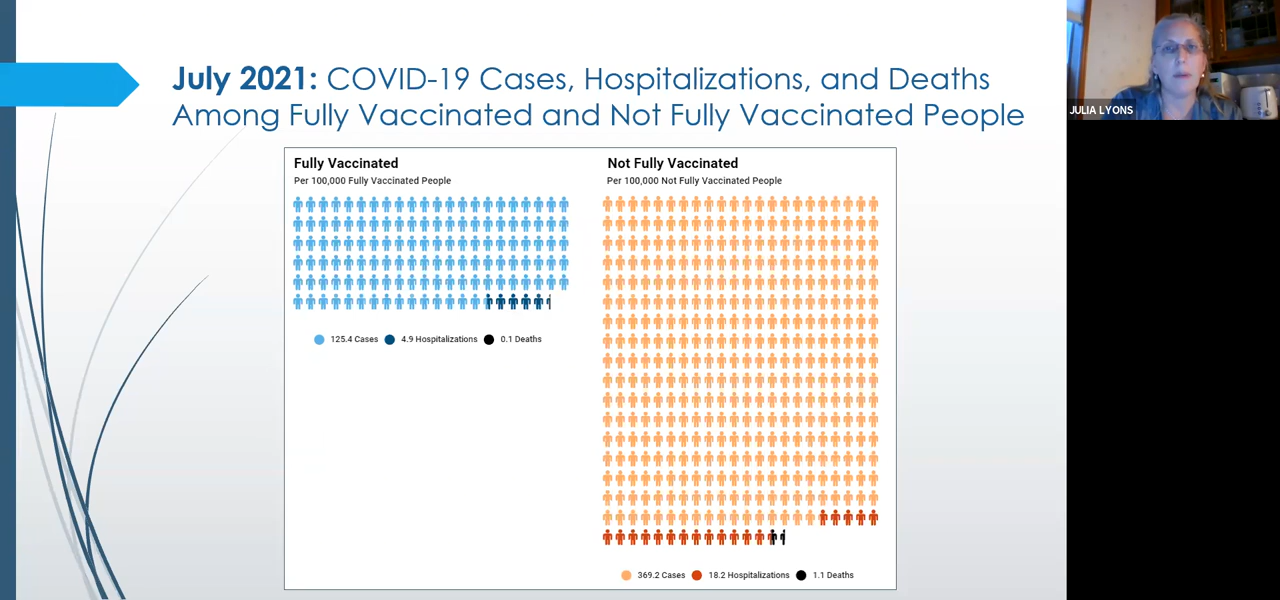 July 2021: COVID-19 Cases, Hospitalizations, and Deaths
Among Fully Vaccinated and Not Fully Vaccinated People
JULIA LYONS
Fully Vaccinated
Per 100,000 Fully Vaccinated People
125.4 Cases 4.9 Hospitalizations 0.1 Deaths
Not Fully Vaccinated
Per 100,000 Not Fully Vaccinated People
369.2 Cases 18.2 Hospitalizations 1.1 Deaths